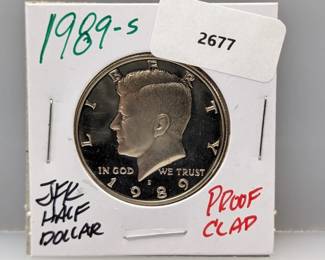 1989-S
2677
LIBERTY
IN GOD WE TRUST
S
1989
JFK
HALF
DOLLAR
PROOF
CLAD